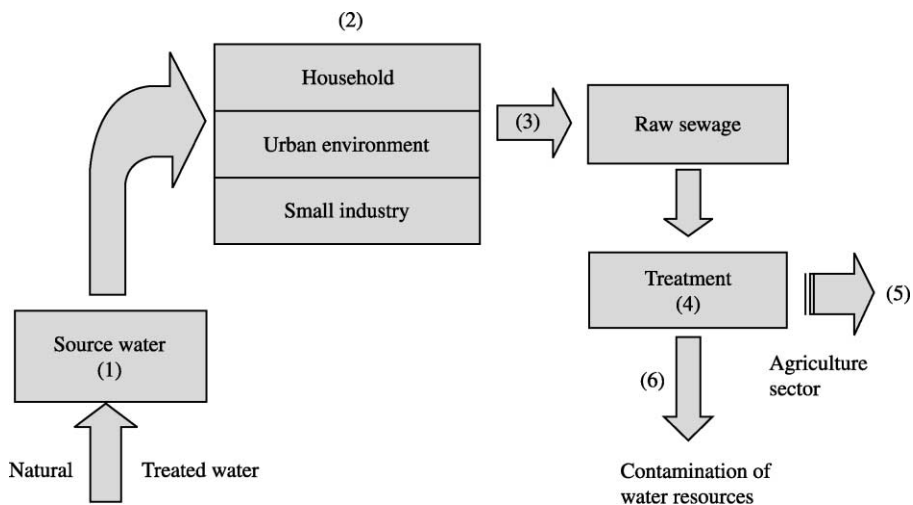 (2)
Household
Urban environment
Small industry
(3)
Raw sewage
Treatment
(4)
(5)
Agriculture
sector
(6)
Contamination of
water resources
Source water
(1)
Natural
Treated water